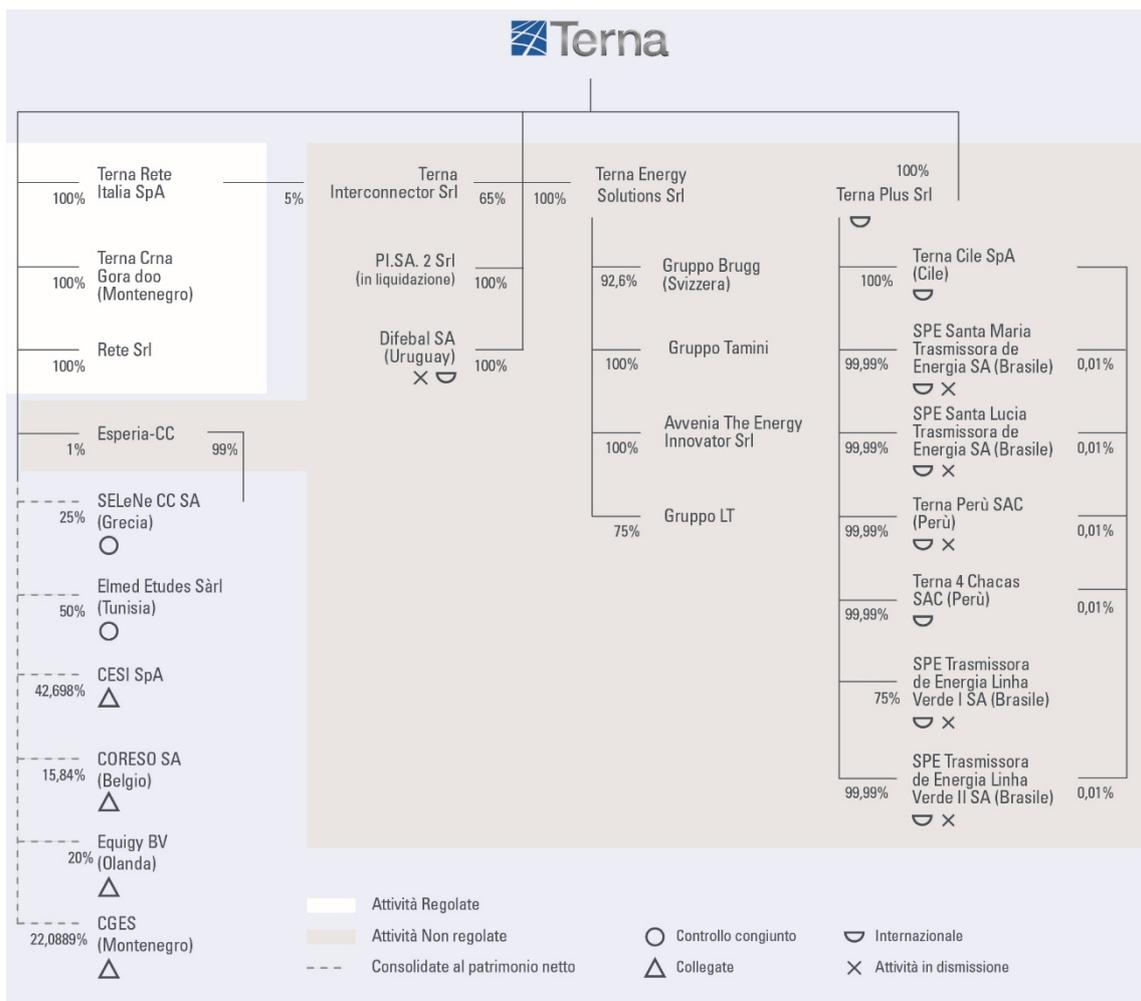 Terna
100%
Terna Rete
Italia SpA
5%
Terna
Interconnector Srl
65%
100%
Terna Energy
Solutions Srl
100%
Terna Plus Srl
100%
Terna Crna
Gora doo
(Montenegro)
100%
Rete Srl
1%
Esperia-CC
99%
25%
SELeNe CC SA
(Grecia)
50%
Elmed Etudes Sàrl
(Tunisia)
42,698%
CESI SpA
15,84%
CORESO SA
(Belgio)
20%
Equigy BV
(Olanda)
22,0889%
CGES
(Montenegro)
PI.SA. 2 Srl
(in liquidazione)
100%
Difebal SA
(Uruguay)
100%
92,6%
Gruppo Brugg
(Svizzera)
100%
Gruppo Tamini
100%
Avvenia The Energy
Innovator Srl
75%
Gruppo LT
100%
Terna Cile SpA
(Cile)
99,99%
SPE Santa Maria
Trasmissora de
Energia SA (Brasile)
0,01%
99,99%
SPE Santa Lucia
Trasmissora de
Energia SA (Brasile)
0,01%
99,99%
Terna Perù SAC
(Perù)
0,01%
99,99%
Terna 4 Chacas
SAC (Perù)
0,01%
75%
SPE Trasmissora
de Energia Linha
Verde I SA (Brasile)
99,99%
SPE Trasmissora
de Energia Linha
Verde II SA (Brasile)
0,01%
Attività Regolate
Attività Non regolate
Consolidate al patrimonio netto
Controllo congiunto
Collegate
Internazionale
Attività in dismissione